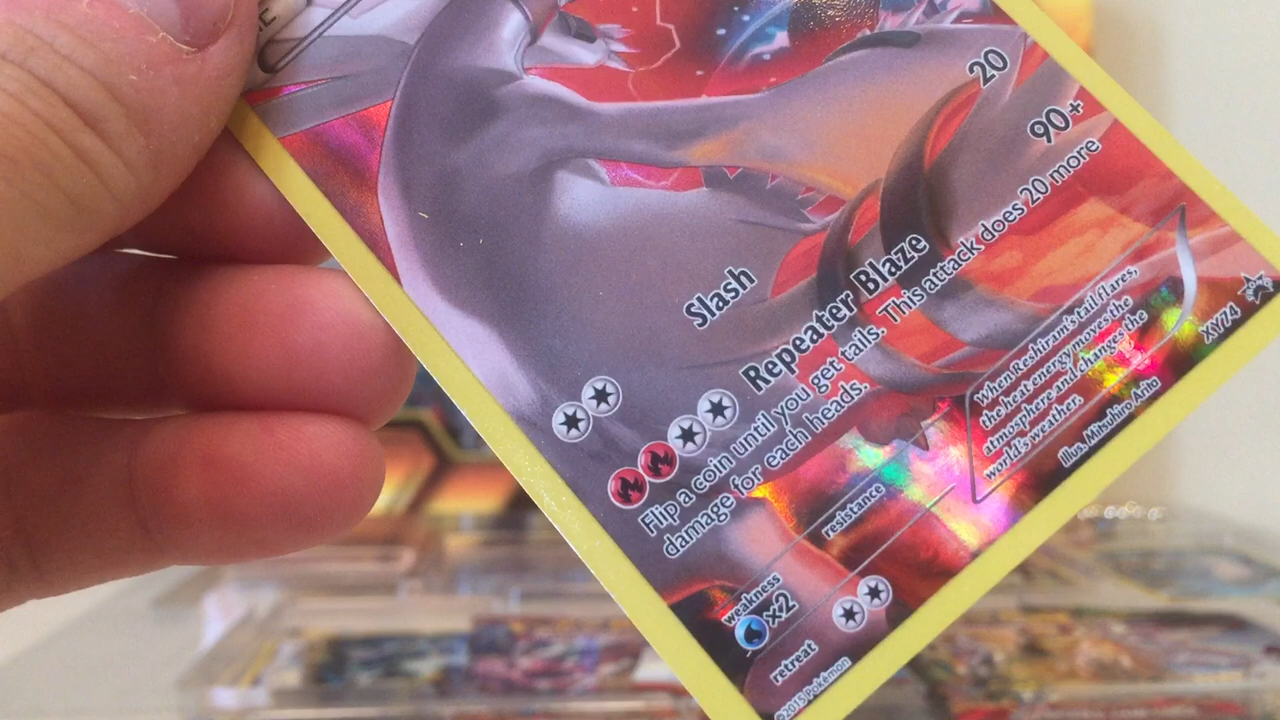 Slash 20
Repeater Blaze 90+
Flip a coin until you get tails. This attack does 20 more
damage for each heads.
When Reshiram's tail flares,
the heat energy moves the
atmosphere and changes the
world's weather.
weakness
×2
resistance
retreat
Illus. Mitsuhiro Arita
XY74
©2015 Pokémon